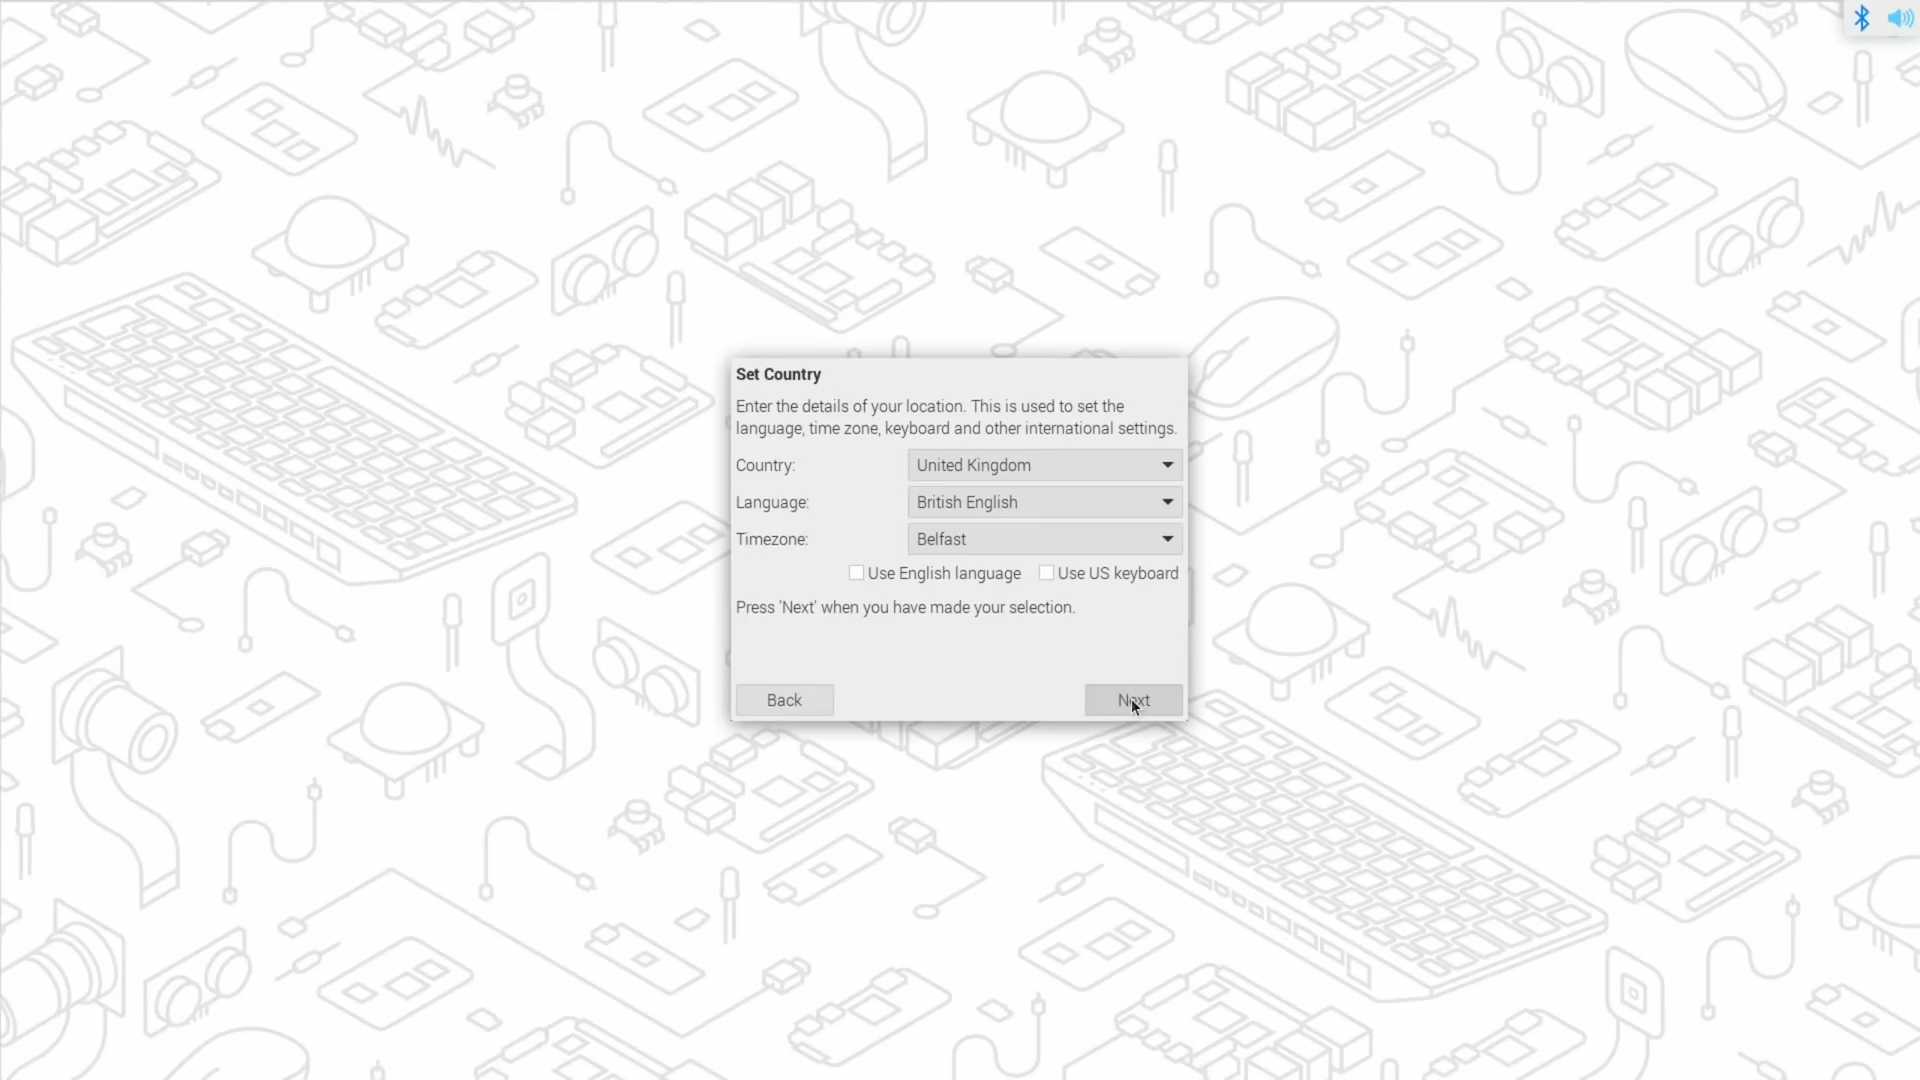 Set Country
Enter the details of your location. This is used to set the
language, time zone, keyboard and other international settings.
Country: United Kingdom
Language: British English
Timezone: Belfast
Use English language Use US keyboard
Press 'Next' when you have made your selection.
Back Next